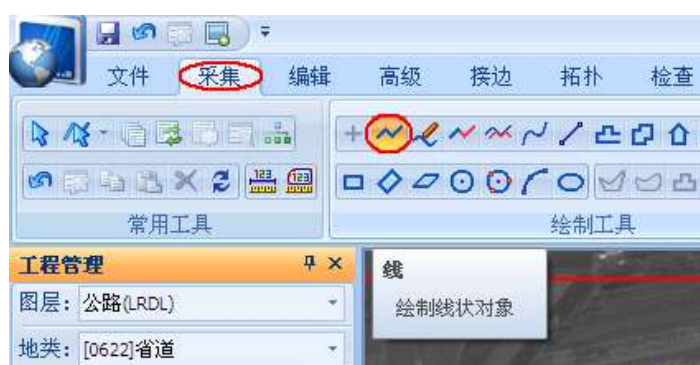 文件 采集 编辑 高级 接边 拓扑 检查
123 123
常用工具 绘制工具
工程管理
线
图层： 公路(LRDL)
绘制线状对象
地类： [0622]省道